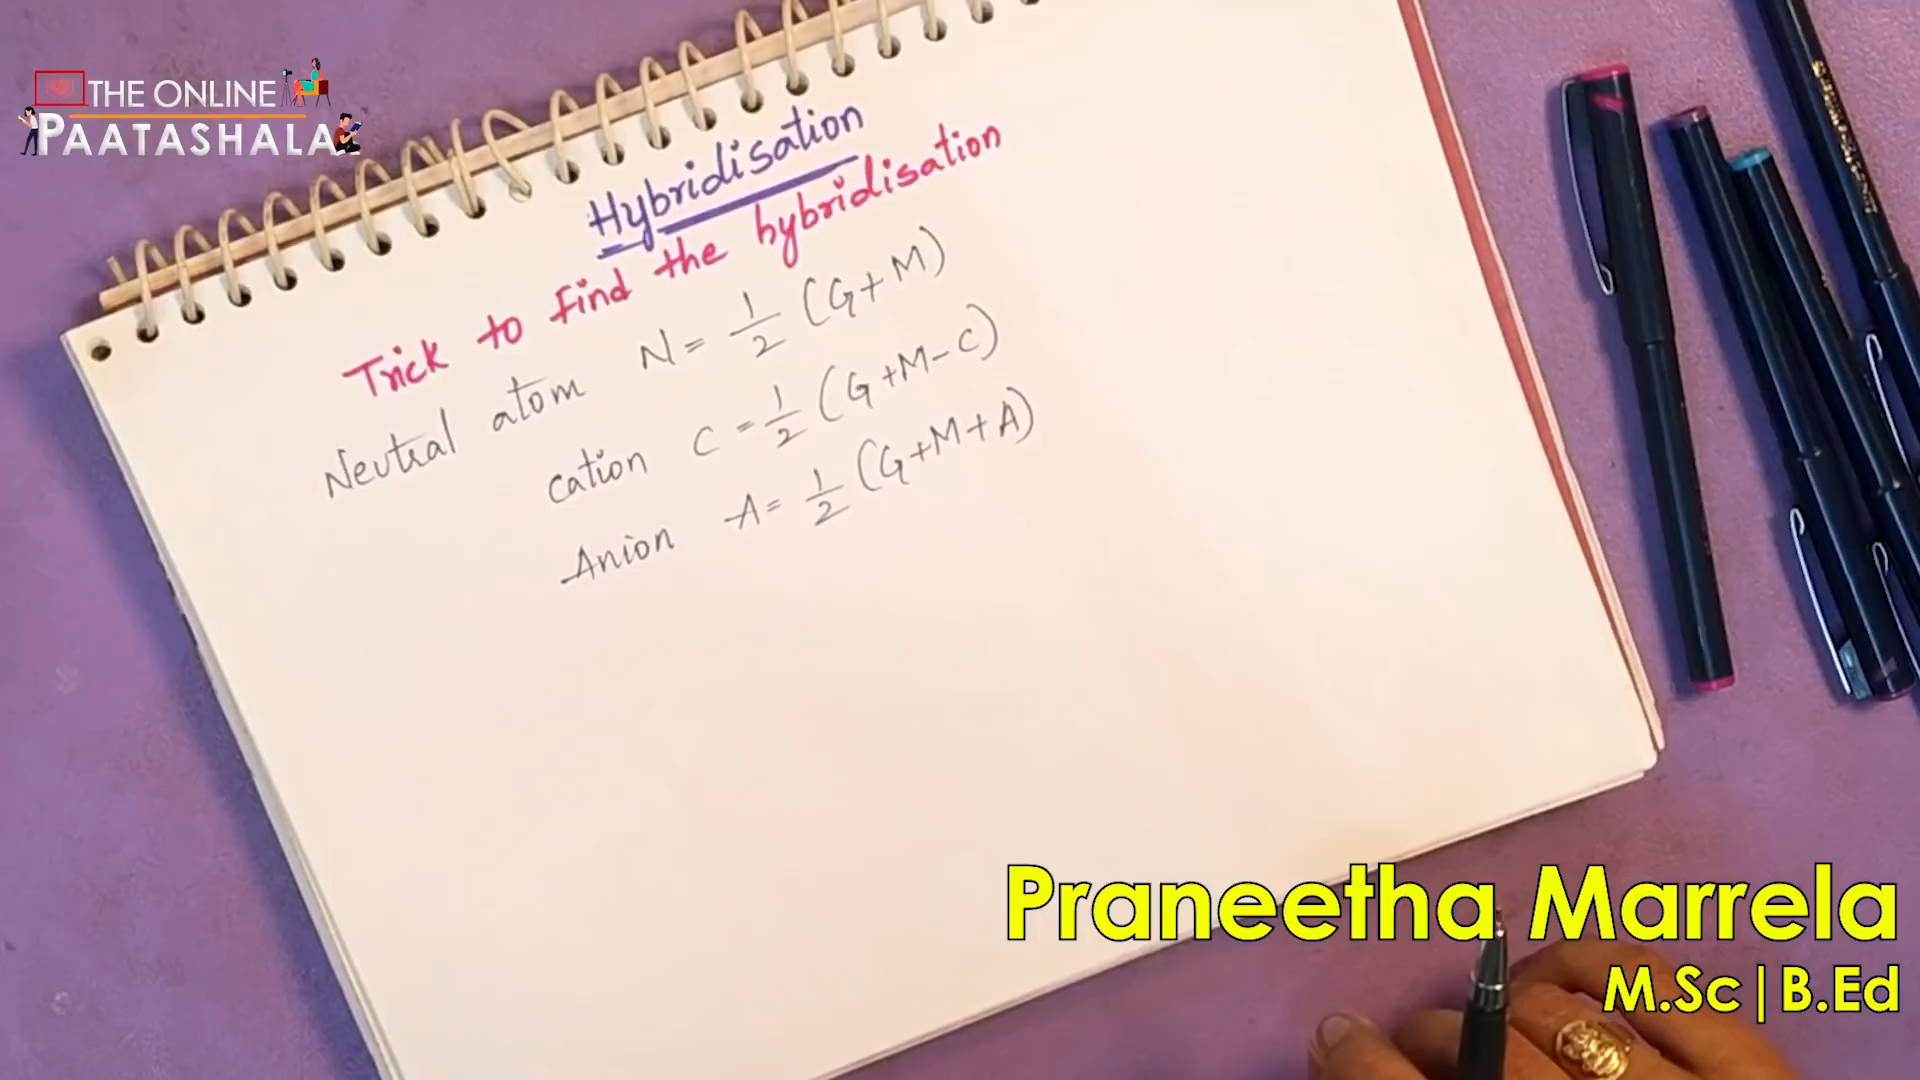 THE ONLINE
PAATASHALA
Hybridisation
Trick to find the hybridisation
Neutral atom N = 1/2 (G+M)
cation C = 1/2 (G+M-C)
Anion A = 1/2 (G+M+A)
Praneetha Marrela
M.Sc|B.Ed